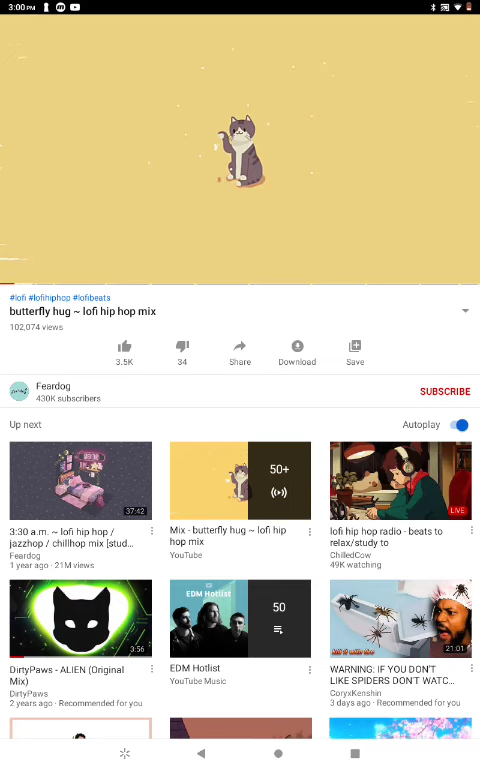 3:00 PM
#lofi #lofihiphop #lofibeats
butterfly hug ~ lofi hip hop mix
102,074 views
3.5K
34
Share
Download
Save
Feardog
430K subscribers
SUBSCRIBE
Up next
Autoplay
37:42
3:30 a.m. ~ lofi hip hop /
jazzhop / chillhop mix [stud...
Feardog
1 year ago · 21M views
50+
Mix - butterfly hug ~ lofi hip
hop mix
YouTube
LIVE
lofi hip hop radio - beats to
relax/study to
ChilledCow
49K watching
3:56
DirtyPaws - ALIEN (Original
Mix)
DirtyPaws
2 years ago · Recommended for you
EDM Hotlist
50
EDM Hotlist
YouTube Music
21:01
WARNING: IF YOU DON'T
LIKE SPIDERS DON'T WATC...
CoryxKenshin
3 days ago · Recommended for you